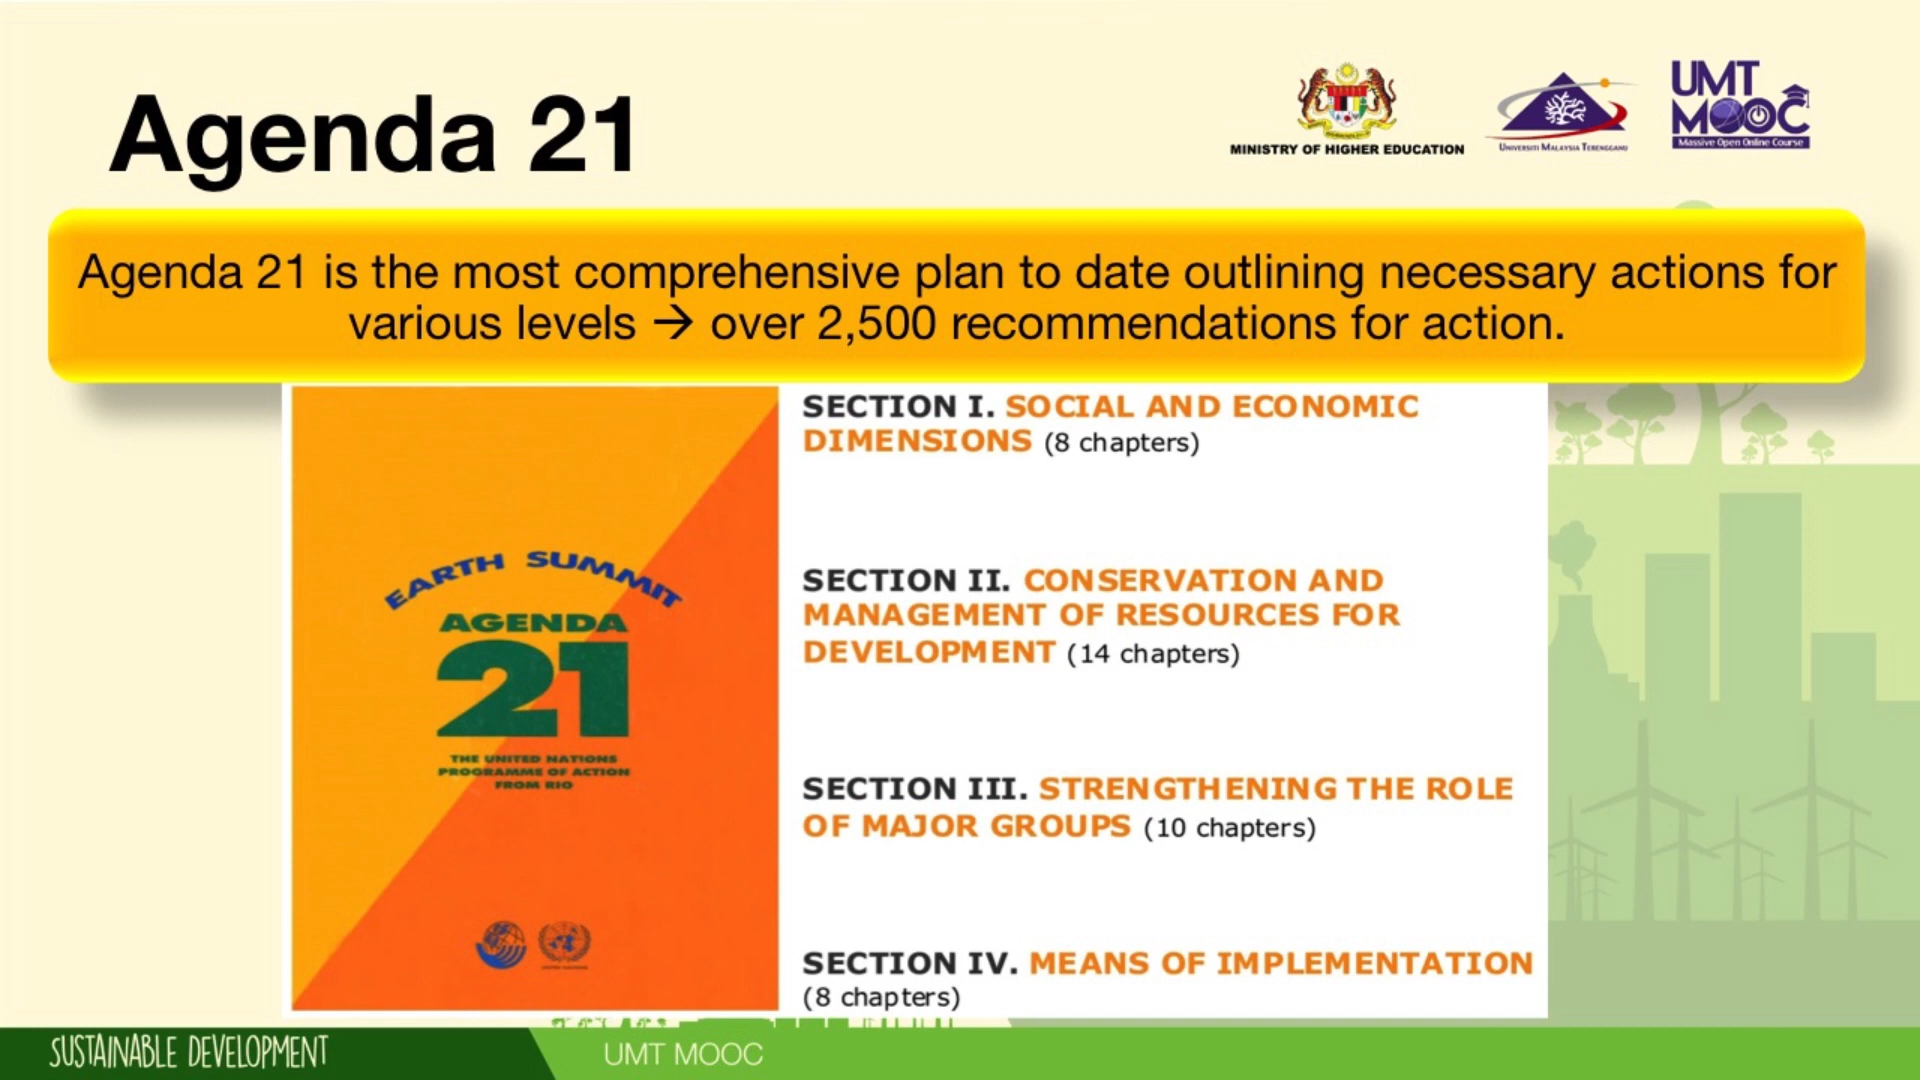 Agenda 21
MINISTRY OF HIGHER EDUCATION
UNIVERSITI MALAYSIA TERENGGANU
UMT
MOOC
Massive Open Online Course
Agenda 21 is the most comprehensive plan to date outlining necessary actions for
various levels → over 2,500 recommendations for action.
EARTH SUMMIT
AGENDA
21
THE UNITED NATIONS
PROGRAMME OF ACTION
FROM RIO
SECTION I. SOCIAL AND ECONOMIC
DIMENSIONS (8 chapters)
SECTION II. CONSERVATION AND
MANAGEMENT OF RESOURCES FOR
DEVELOPMENT (14 chapters)
SECTION III. STRENGTHENING THE ROLE
OF MAJOR GROUPS (10 chapters)
SECTION IV. MEANS OF IMPLEMENTATION
(8 chapters)
SUSTAINABLE DEVELOPMENT
UMT MOOC